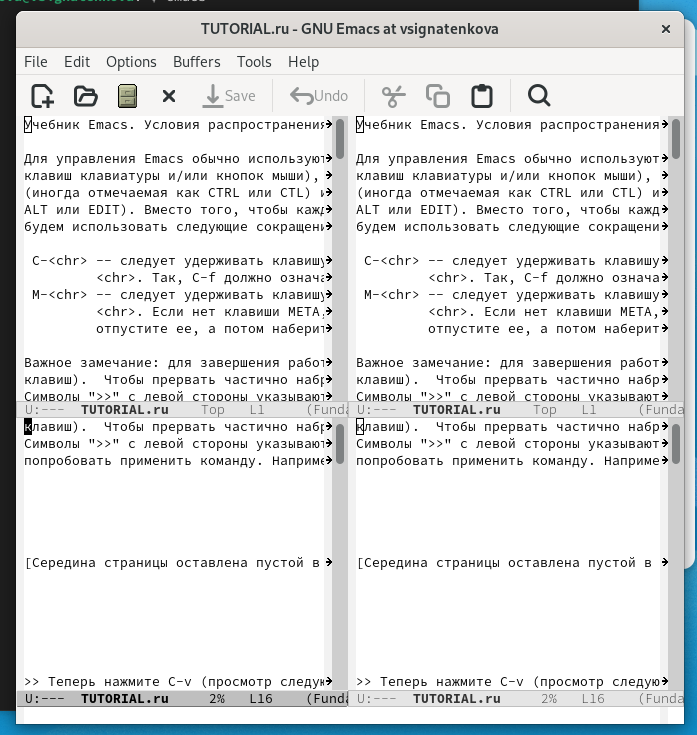 TUTORIAL.ru - GNU Emacs at vsignatenkova
File Edit Options Buffers Tools Help
Save Undo
Учебник Emacs. Условия распространения
Для управления Emacs обычно используют
клавиш клавиатуры и/или кнопок мыши),
(иногда отмечаемая как CTRL или CTL) и
ALT или EDIT). Вместо того, чтобы кажд
будем использовать следующие сокращени
C-<chr> -- следует удерживать клавишу
<chr>. Так, C-f должно означа
M-<chr> -- следует удерживать клавишу
<chr>. Если нет клавиши META,
отпустите ее, а потом наберит
Важное замечание: для завершения работ
клавиш). Чтобы прервать частично набр
Символы ">>" с левой стороны указывают
U:--- TUTORIAL.ru Top L1 (Funda
Учебник Emacs. Условия распространения
Для управления Emacs обычно используют
клавиш клавиатуры и/или кнопок мыши),
(иногда отмечаемая как CTRL или CTL) и
ALT или EDIT). Вместо того, чтобы кажд
будем использовать следующие сокращени
C-<chr> -- следует удерживать клавишу
<chr>. Так, C-f должно означа
M-<chr> -- следует удерживать клавишу
<chr>. Если нет клавиши META,
отпустите ее, а потом наберит
Важное замечание: для завершения работ
клавиш). Чтобы прервать частично набр
Символы ">>" с левой стороны указывают
U:--- TUTORIAL.ru Top L1 (Funda
клавиш). Чтобы прервать частично набр
Символы ">>" с левой стороны указывают
попробовать применить команду. Наприме
[Середина страницы оставлена пустой в
>> Теперь нажмите C-v (просмотр следую
U:--- TUTORIAL.ru 2% L16 (Funda
клавиш). Чтобы прервать частично набр
Символы ">>" с левой стороны указывают
попробовать применить команду. Наприме
[Середина страницы оставлена пустой в
>> Теперь нажмите C-v (просмотр следую
U:--- TUTORIAL.ru 2% L16 (Funda